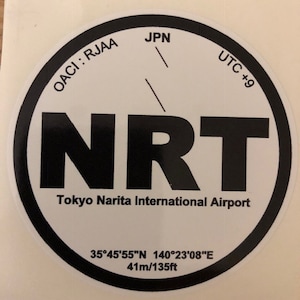 JPN
OACI : RJAA
UTC +9
NRT
Tokyo Narita International Airport
35°45'55"N 140°23'08"E
41m/135ft